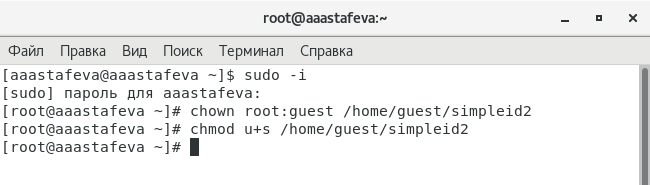 root@aaastafeva:~
Файл Правка Вид Поиск Терминал Справка
[aaastafeva@aaastafeva ~]$ sudo -i
[sudo] пароль для aaastafeva:
[root@aaastafeva ~]# chown root:guest /home/guest/simpleid2
[root@aaastafeva ~]# chmod u+s /home/guest/simpleid2
[root@aaastafeva ~]#